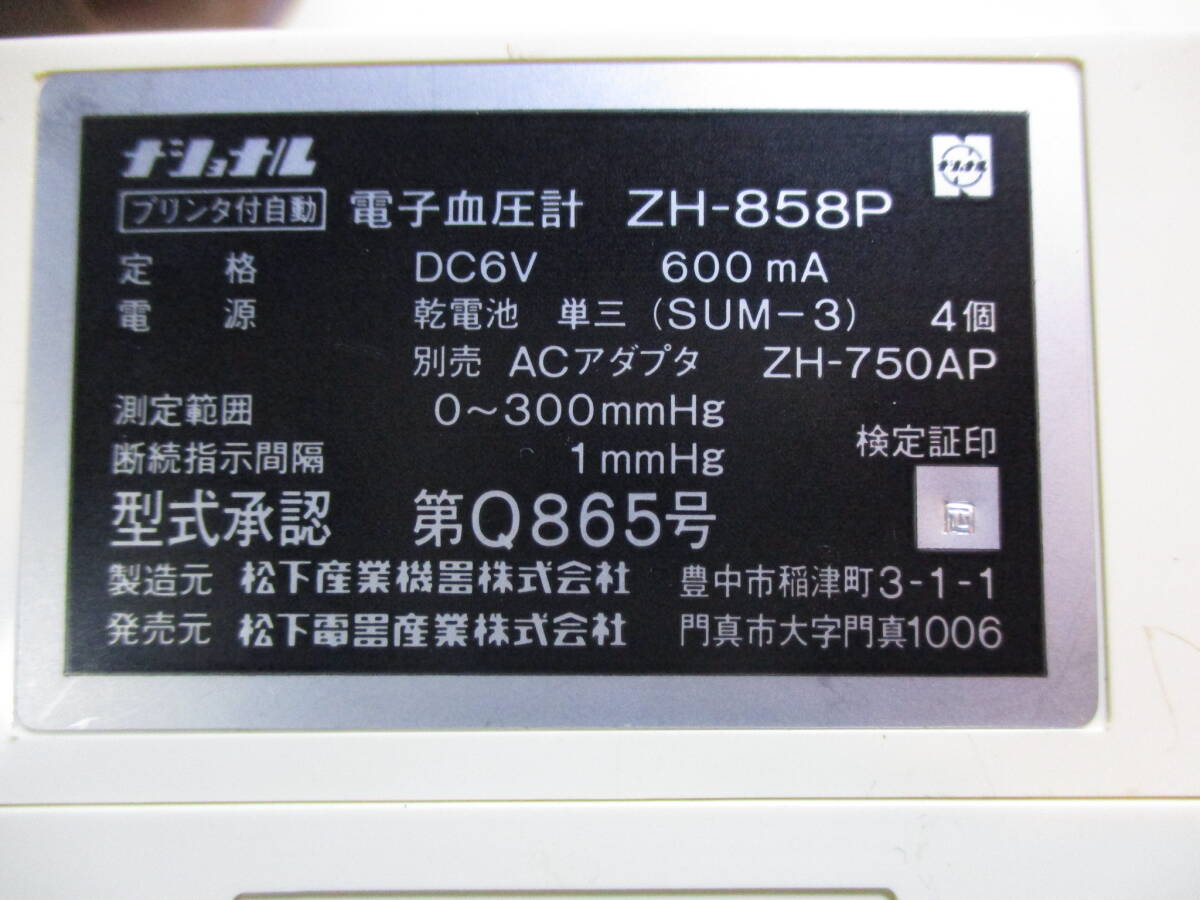 ナショナル
ナショナル
プリンタ付自動 電子血圧計 ZH-858P
定格 DC6V 600mA
電源 乾電池 単三(SUM-3) 4個
別売 ACアダプタ ZH-750AP
測定範囲 0~300mmHg
断続指示間隔 1mmHg
検定証印
型式承認 第Q865号
製造元 松下産業機器株式会社 豊中市稲津町3-1-1
発売元 松下電器産業株式会社 門真市大字門真1006